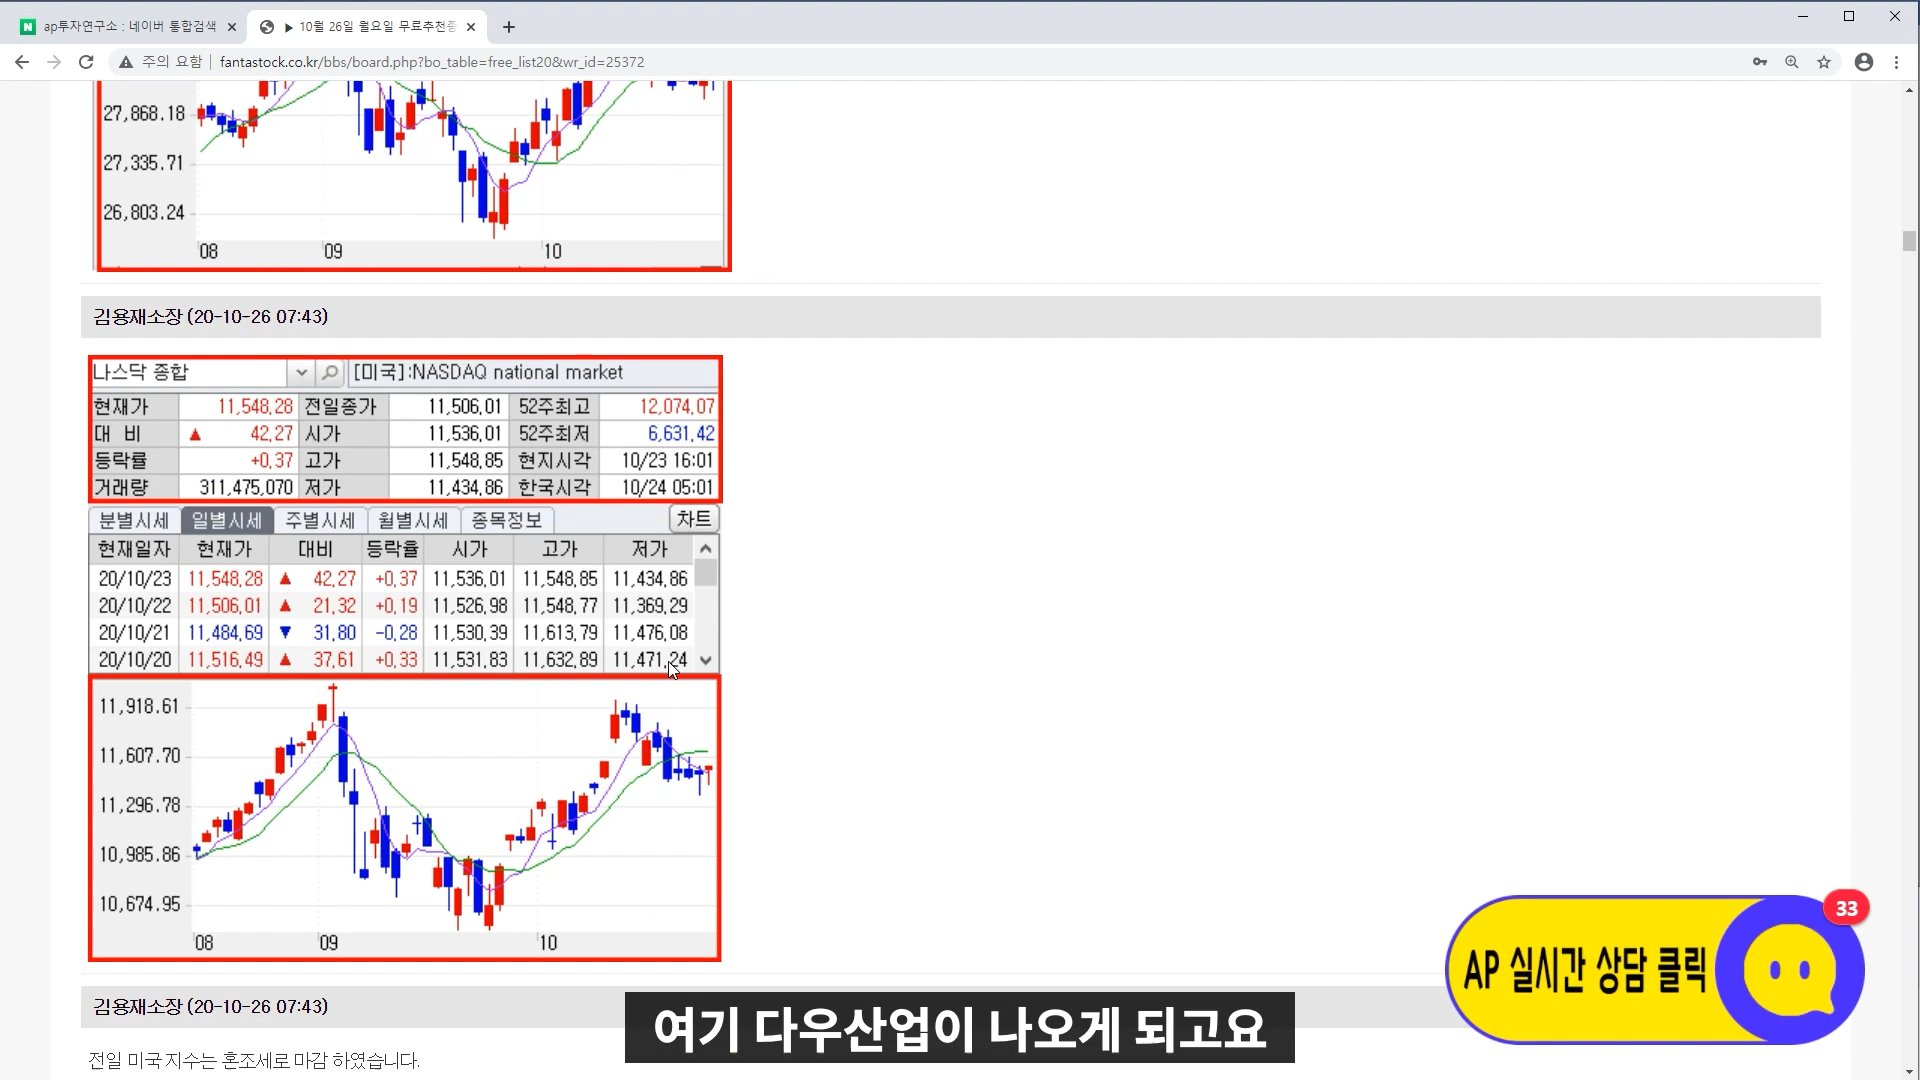 ap투자연구소 : 네이버 통합검색
▶ 10월 26일 월요일 무료추천종
주의 요함 | fantastock.co.kr/bbs/board.php?bo_table=free_list20&wr_id=25372
27,868.18
27,335.71
26,803.24
08 09 10
김용재소장 (20-10-26 07:43)
나스닥 종합 [미국]:NASDAQ national market
현재가 11,548,28 전일종가 11,506,01 52주최고 12,074,07
대 비 ▲ 42,27 시가 11,536,01 52주최저 6,631,42
등락률 +0,37 고가 11,548,85 현지시각 10/23 16:01
거래량 311,475,070 저가 11,434,86 한국시각 10/24 05:01
분별시세 일별시세 주별시세 월별시세 종목정보 차트
현재일자 현재가 대비 등락율 시가 고가 저가
20/10/23 11,548,28 ▲ 42,27 +0,37 11,536,01 11,548,85 11,434,86
20/10/22 11,506,01 ▲ 21,32 +0,19 11,526,98 11,548,77 11,369,29
20/10/21 11,484,69 ▼ 31,80 -0,28 11,530,39 11,613,79 11,476,08
20/10/20 11,516,49 ▲ 37,61 +0,33 11,531,83 11,632,89 11,471,24
11,918.61
11,607.70
11,296.78
10,985.86
10,674.95
08 09 10
33
AP 실시간 상담 클릭
김용재소장 (20-10-26 07:43)
여기 다우산업이 나오게 되고요
전일 미국 지수는 혼조세로 마감 하였습니다.